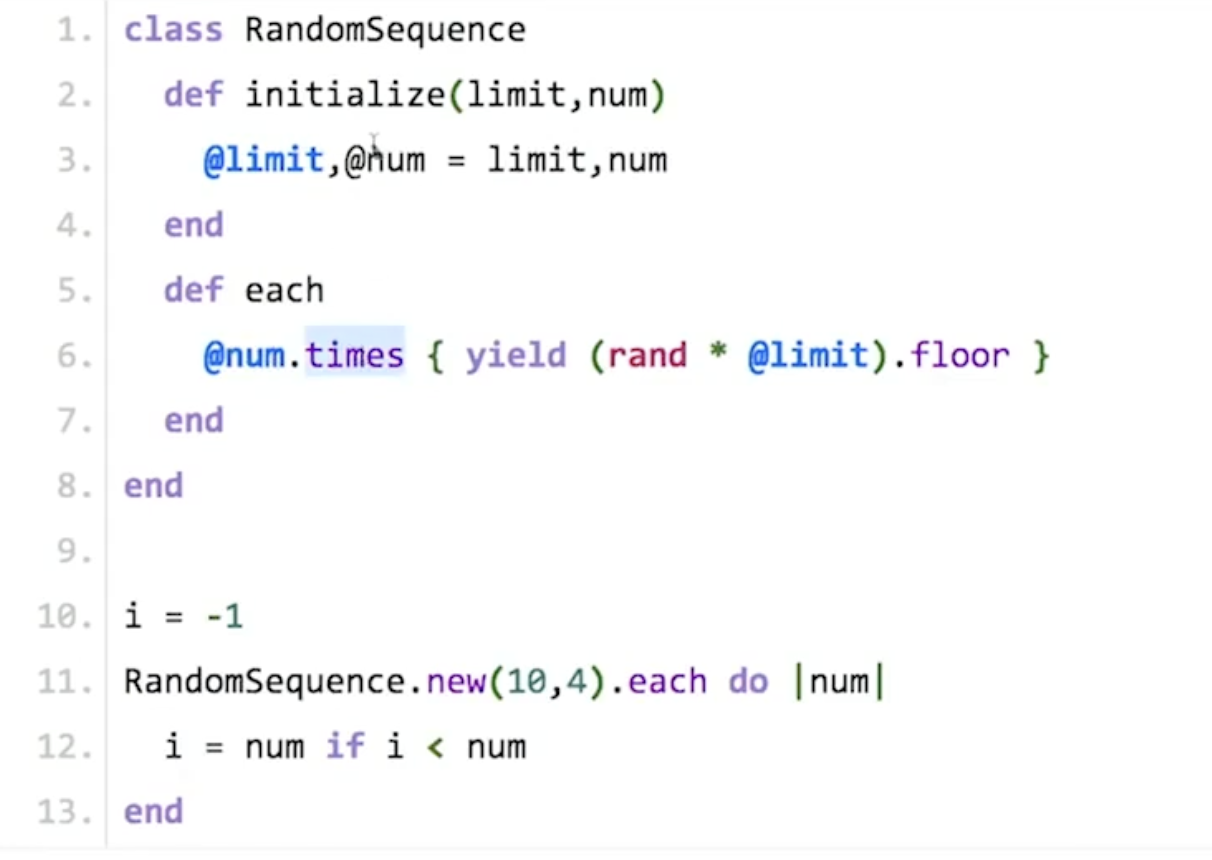 1. class RandomSequence
2.   def initialize(limit,num)
3.     @limit,@num = limit,num
4.   end
5.   def each
6.     @num.times { yield (rand * @limit).floor }
7.   end
8. end
9.
10. i = -1
11. RandomSequence.new(10,4).each do |num|
12.   i = num if i < num
13. end